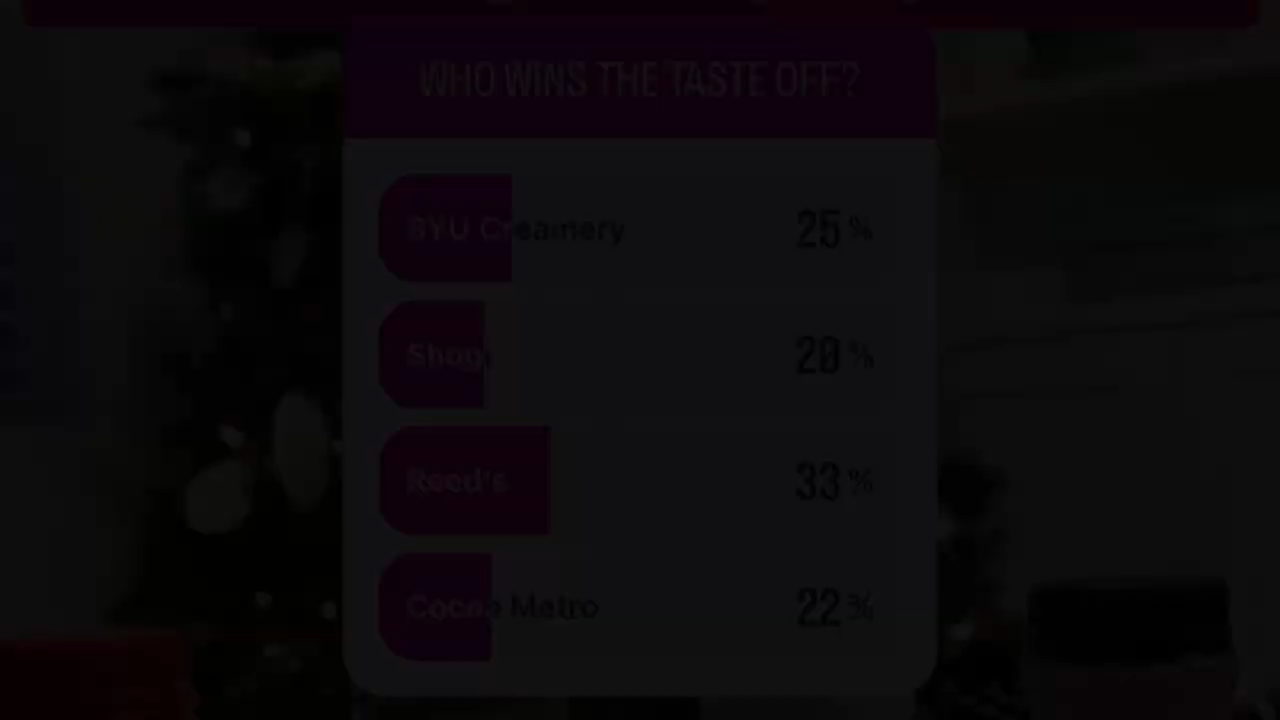 WHO WINS THE TASTE OFF?
BYU Creamery 25%
20%
Reed's 33%
Cocoa Metro 22%